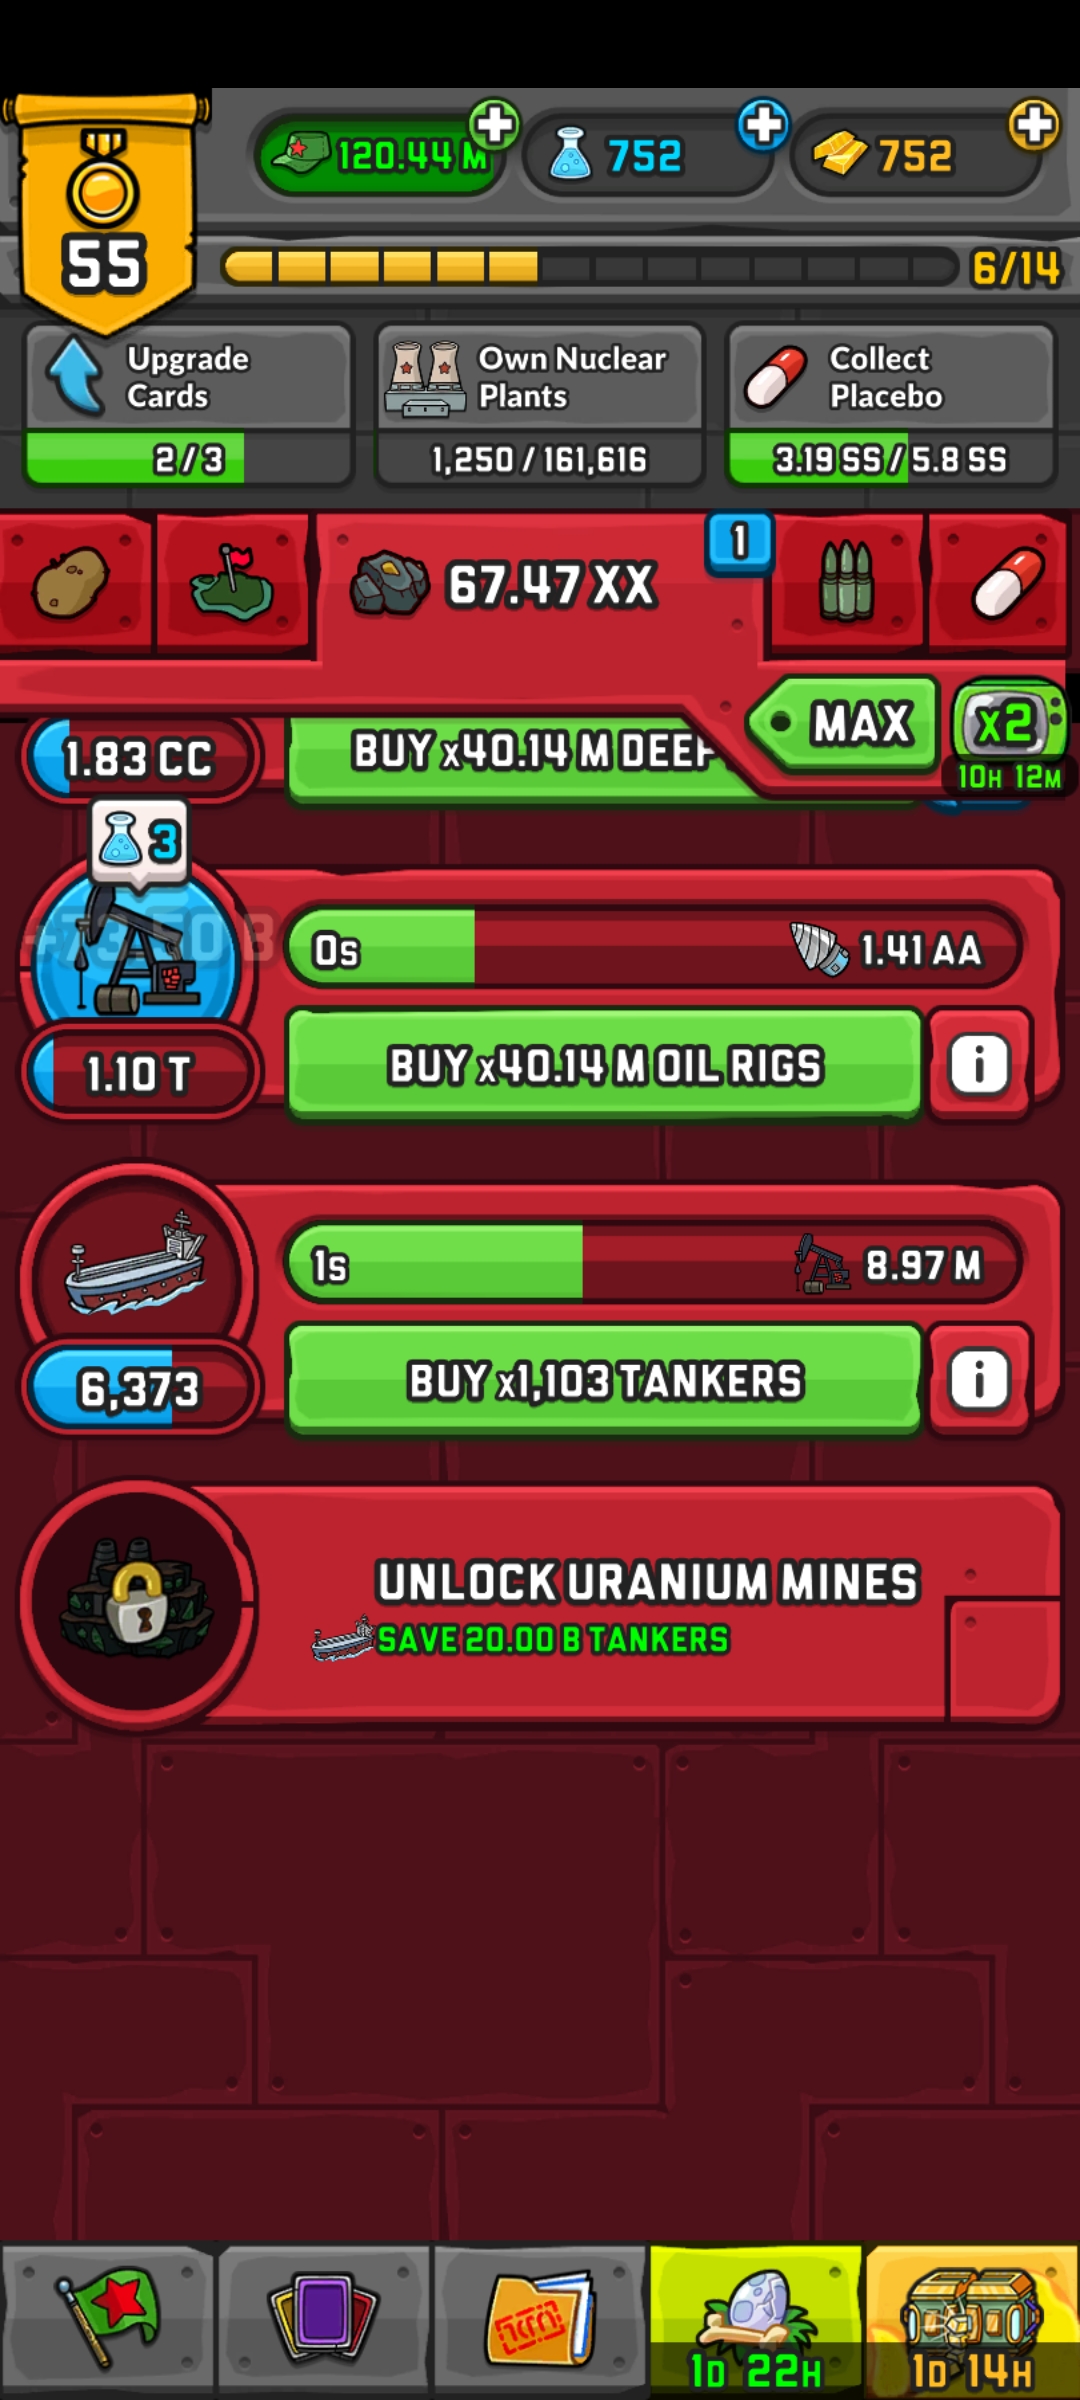 55
120.44 M
752
752
6/14
Upgrade
Cards
2/3
Own Nuclear
Plants
1,250/161,616
Collect
Placebo
3.19 SS/5.8 SS
67.47 XX
1
MAX
X2
10H 12M
1.83 CC
BUY x40.14 M DEEP
3
+73.50 B
0s
1.41 AA
1.10 T
BUY x40.14 M OIL RIGS
i
1s
8.97 M
6,373
BUY x1,103 TANKERS
i
UNLOCK URANIUM MINES
SAVE 20.00 B TANKERS
1D 22H
1D 14H